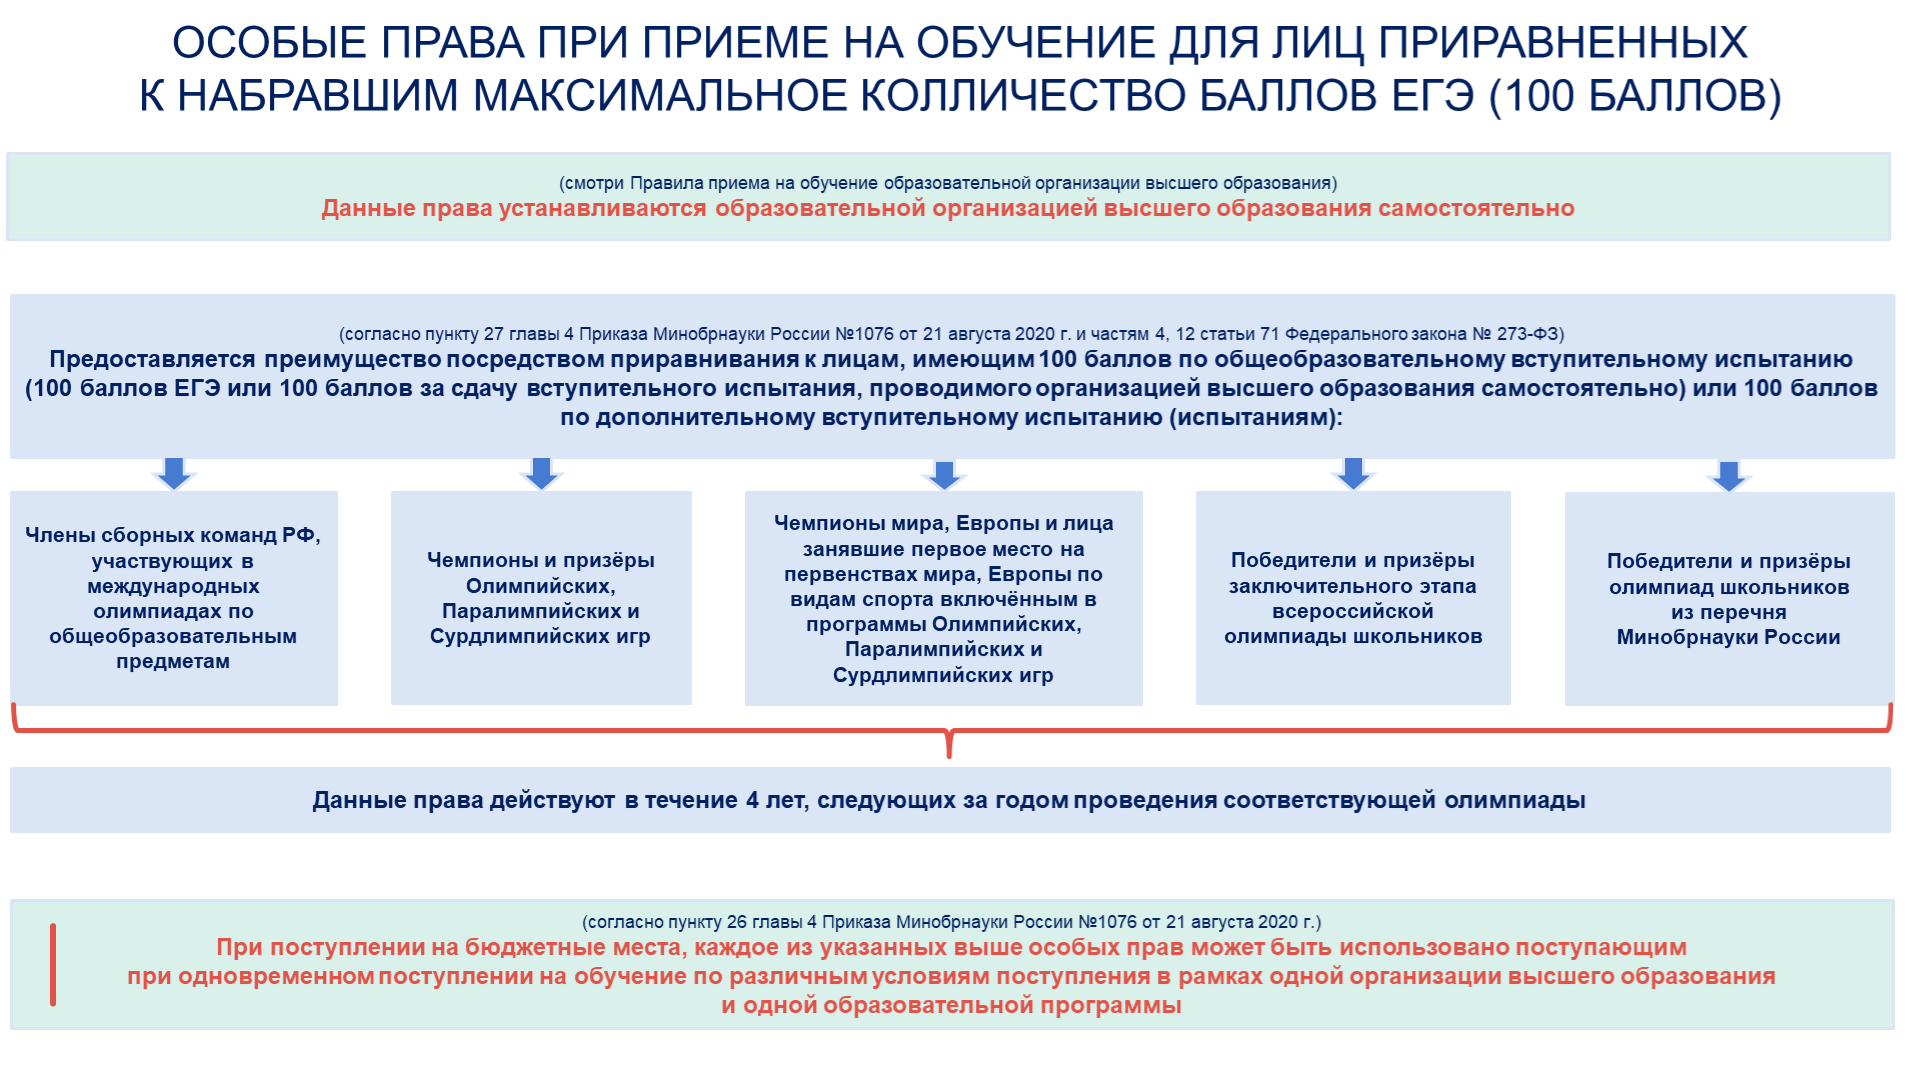 ОСОБЫЕ ПРАВА ПРИ ПРИЕМЕ НА ОБУЧЕНИЕ ДЛЯ ЛИЦ ПРИРАВНЕННЫХ
К НАБРАВШИМ МАКСИМАЛЬНОЕ КОЛЛИЧЕСТВО БАЛЛОВ ЕГЭ (100 БАЛЛОВ)
(смотри Правила приема на обучение образовательной организации высшего образования)
Данные права устанавливаются образовательной организацией высшего образования самостоятельно
(согласно пункту 27 главы 4 Приказа Минобрнауки России №1076 от 21 августа 2020 г. и частям 4, 12 статьи 71 Федерального закона № 273-ФЗ)
Предоставляется преимущество посредством приравнивания к лицам, имеющим 100 баллов по общеобразовательному вступительному испытанию
(100 баллов ЕГЭ или 100 баллов за сдачу вступительного испытания, проводимого организацией высшего образования самостоятельно) или 100 баллов
по дополнительному вступительному испытанию (испытаниям):
Члены сборных команд РФ,
участвующих в
международных
олимпиадах по
общеобразовательным
предметам
Чемпионы и призёры
Олимпийских,
Паралимпийских и
Сурдлимпийских игр
Чемпионы мира, Европы и лица
занявшие первое место на
первенствах мира, Европы по
видам спорта включённым в
программы Олимпийских,
Паралимпийских и
Сурдлимпийских игр
Победители и призёры
заключительного этапа
всероссийской
олимпиады школьников
Победители и призёры
олимпиад школьников
из перечня
Минобрнауки России
Данные права действуют в течение 4 лет, следующих за годом проведения соответствующей олимпиады
(согласно пункту 26 главы 4 Приказа Минобрнауки России №1076 от 21 августа 2020 г.)
При поступлении на бюджетные места, каждое из указанных выше особых прав может быть использовано поступающим
при одновременном поступлении на обучение по различным условиям поступления в рамках одной организации высшего образования
и одной образовательной программы